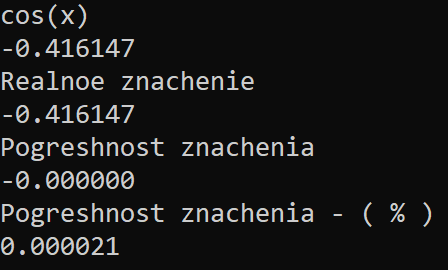 cos(x)
-0.416147
Realnoe znachenie
-0.416147
Pogreshnost znachenia
-0.000000
Pogreshnost znachenia - ( % )
0.000021